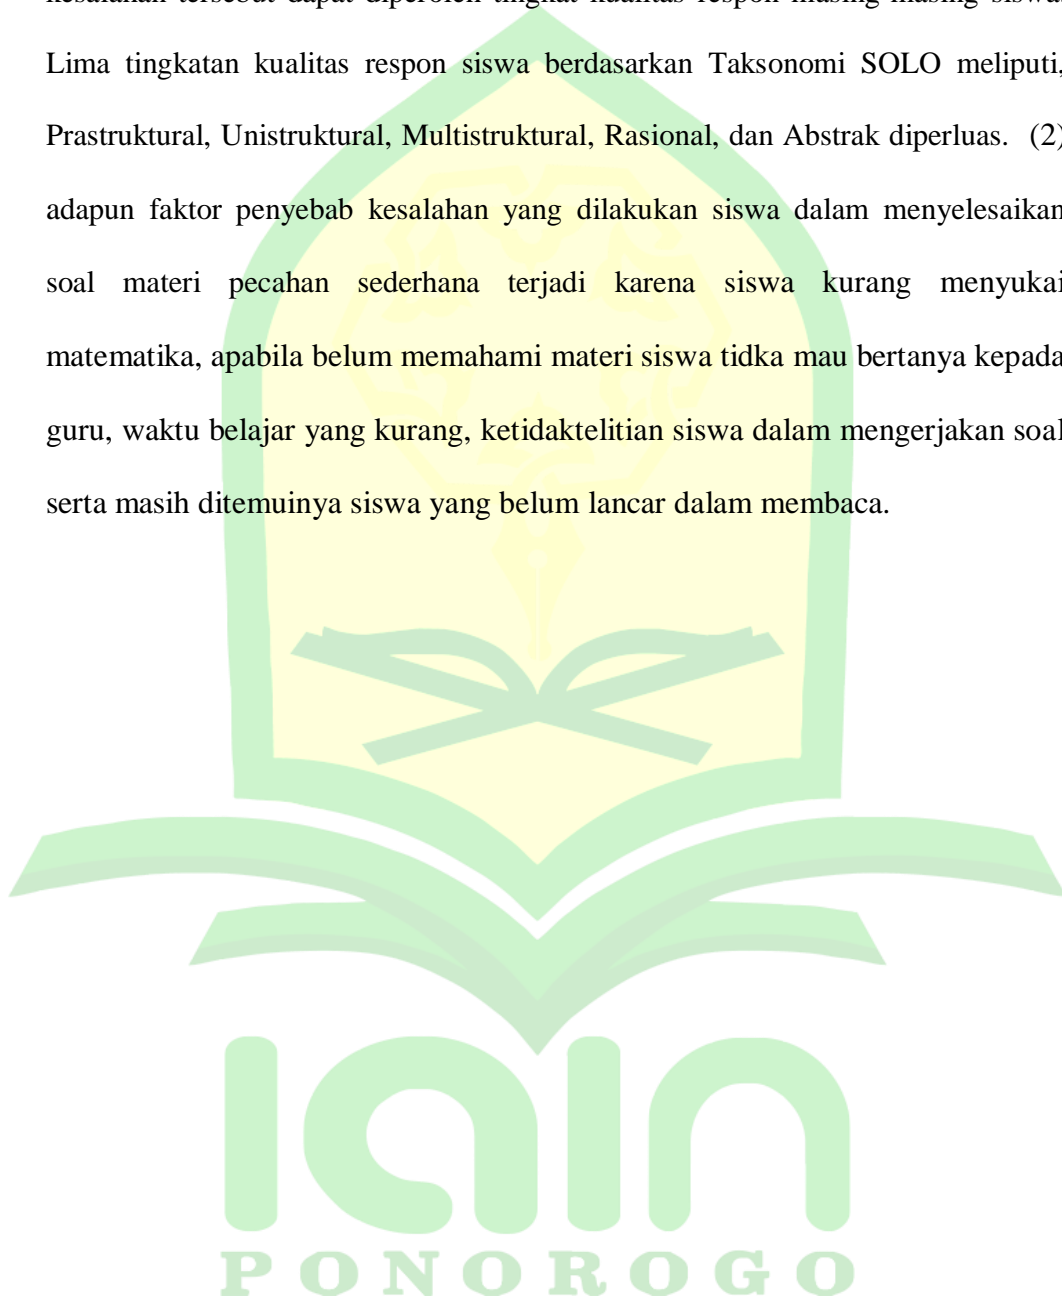 kesalahan tersebut dapat diperoleh tingkat kualitas respon masing-masing siswa.
Lima tingkatan kualitas respon siswa berdasarkan Taksonomi SOLO meliputi,
Prastruktural, Unistruktural, Multistruktural, Rasional, dan Abstrak diperluas. (2)
adapun faktor penyebab kesalahan yang dilakukan siswa dalam menyelesaikan
soal materi pecahan sederhana terjadi karena siswa kurang menyukai
matematika, apabila belum memahami materi siswa tidka mau bertanya kepada
guru, waktu belajar yang kurang, ketidaktelitian siswa dalam mengerjakan soal
serta masih ditemuinya siswa yang belum lancar dalam membaca.
iain
PONOROGO